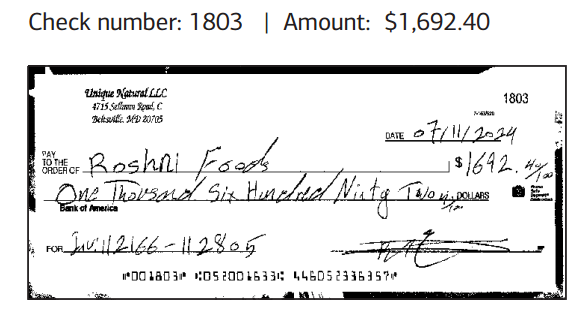 Check number: 1803 | Amount: $1,692.40
Unique Natural LLC
4715 Sellman Road, C
Beltsville, MD 20705
1803
DATE 07/11/2024
PAY
TO THE
ORDER OF Roshni Foods $1692. 40/100
One Thousand Six Hundred Ninty Two 40/100 DOLLARS
Bank of America
FOR Inv: 112166-112805
⑈001803⑈ ⑆052001633⑆ 446052336357⑈